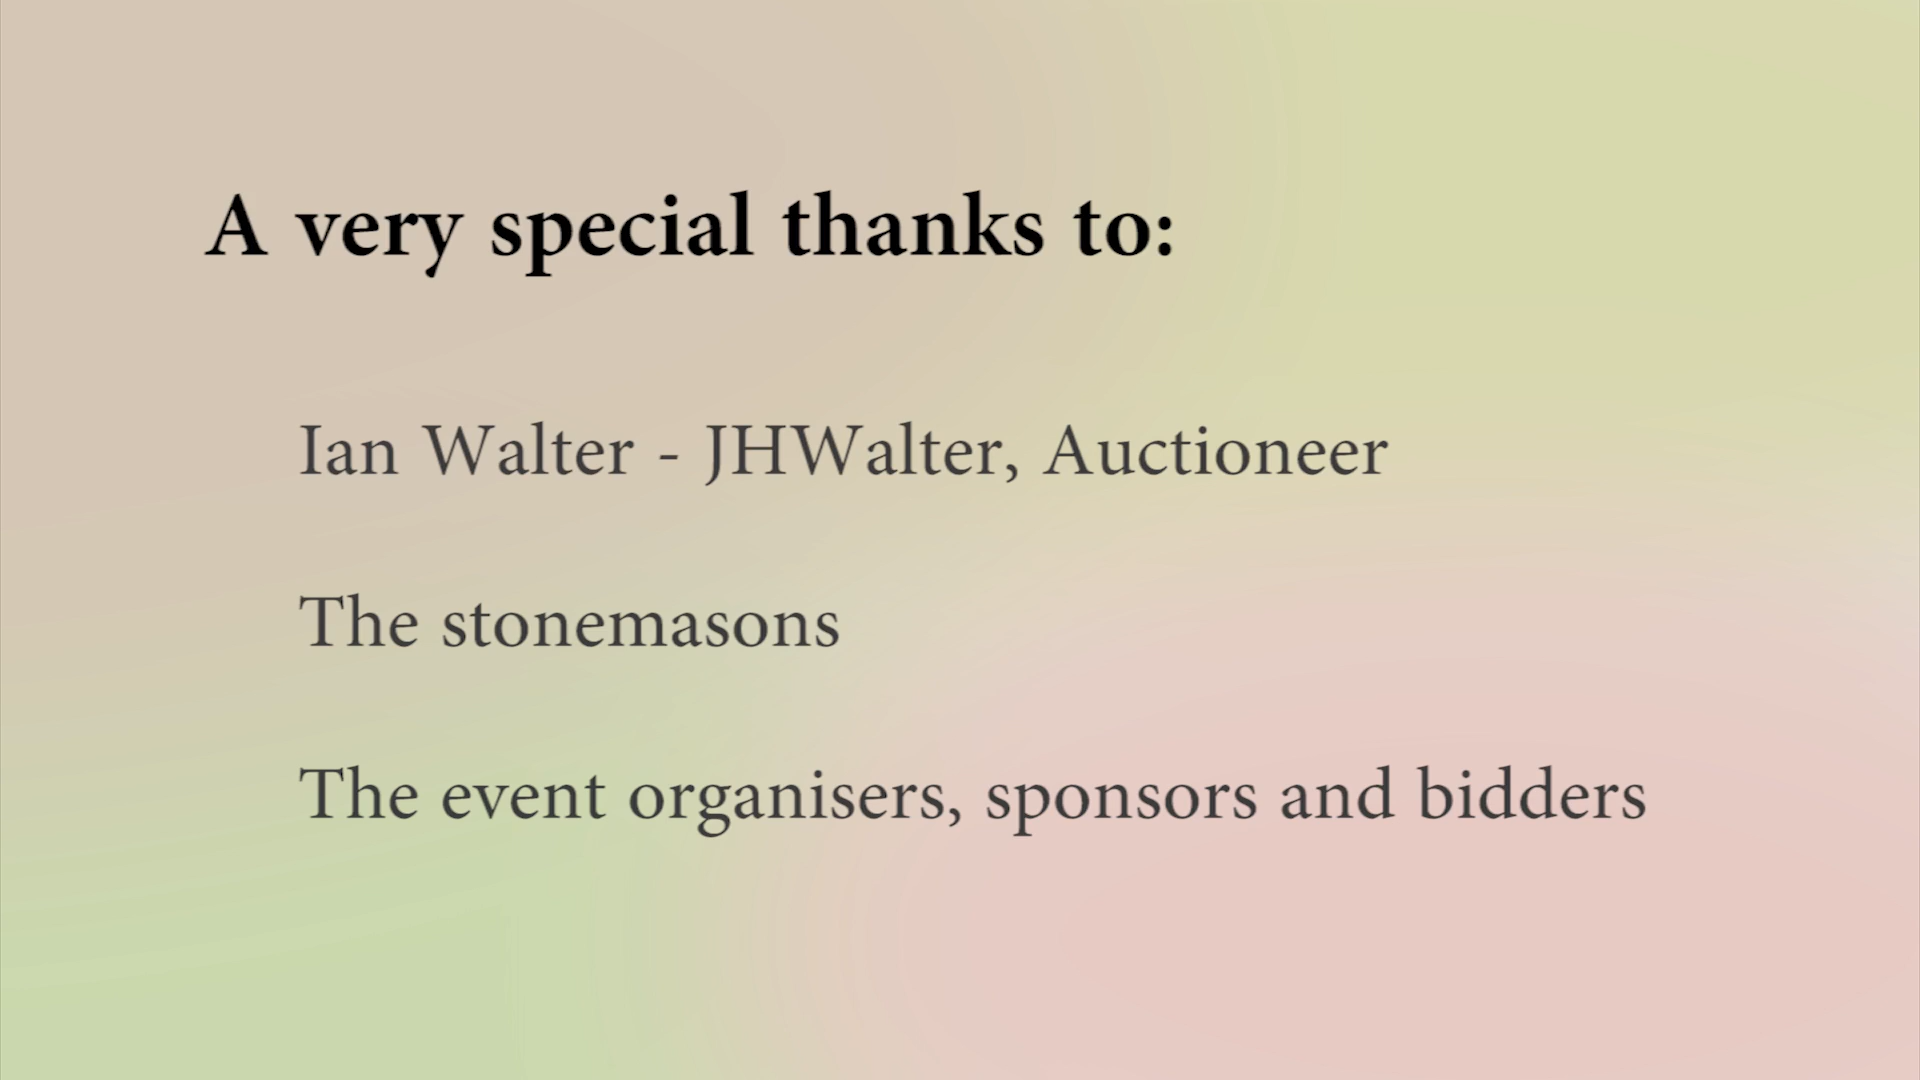 A very special thanks to:
Ian Walter - JHWalter, Auctioneer
The stonemasons
The event organisers, sponsors and bidders